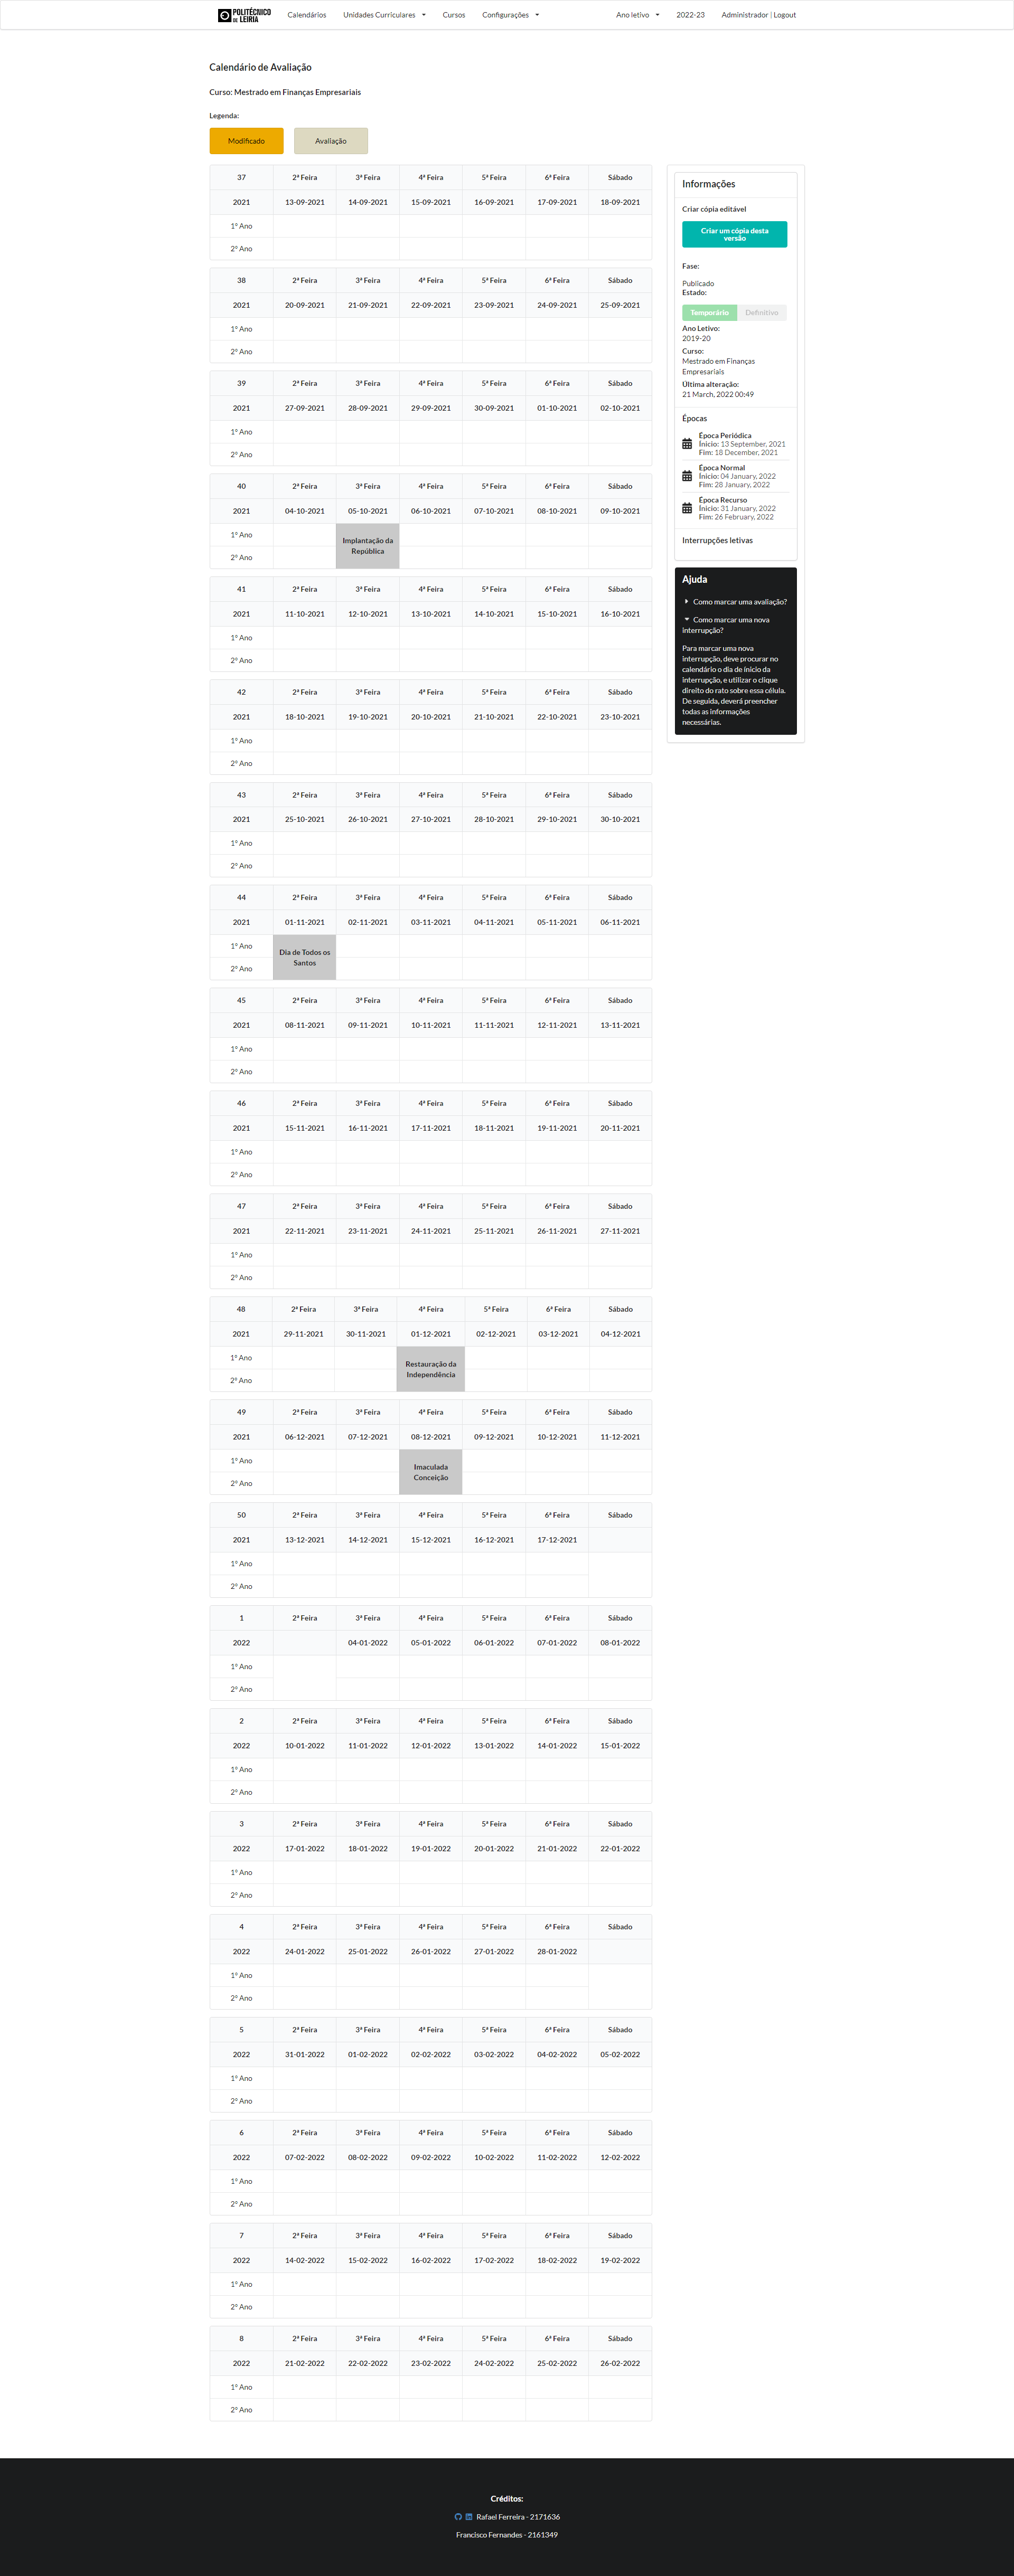 POLITÉCNICO
DE LEIRIA
Calendários Unidades Curriculares Cursos Configurações Ano letivo 2022-23 Administrador | Logout
Calendário de Avaliação
Curso: Mestrado em Finanças Empresariais
Legenda:
Modificado Avaliação
37 2ª Feira 3ª Feira 4ª Feira 5ª Feira 6ª Feira Sábado
2021 13-09-2021 14-09-2021 15-09-2021 16-09-2021 17-09-2021 18-09-2021
1º Ano
2º Ano
38 2ª Feira 3ª Feira 4ª Feira 5ª Feira 6ª Feira Sábado
2021 20-09-2021 21-09-2021 22-09-2021 23-09-2021 24-09-2021 25-09-2021
1º Ano
2º Ano
39 2ª Feira 3ª Feira 4ª Feira 5ª Feira 6ª Feira Sábado
2021 27-09-2021 28-09-2021 29-09-2021 30-09-2021 01-10-2021 02-10-2021
1º Ano
2º Ano
40 2ª Feira 3ª Feira 4ª Feira 5ª Feira 6ª Feira Sábado
2021 04-10-2021 05-10-2021 06-10-2021 07-10-2021 08-10-2021 09-10-2021
1º Ano
2º Ano
Implantação da
República
41 2ª Feira 3ª Feira 4ª Feira 5ª Feira 6ª Feira Sábado
2021 11-10-2021 12-10-2021 13-10-2021 14-10-2021 15-10-2021 16-10-2021
1º Ano
2º Ano
42 2ª Feira 3ª Feira 4ª Feira 5ª Feira 6ª Feira Sábado
2021 18-10-2021 19-10-2021 20-10-2021 21-10-2021 22-10-2021 23-10-2021
1º Ano
2º Ano
43 2ª Feira 3ª Feira 4ª Feira 5ª Feira 6ª Feira Sábado
2021 25-10-2021 26-10-2021 27-10-2021 28-10-2021 29-10-2021 30-10-2021
1º Ano
2º Ano
44 2ª Feira 3ª Feira 4ª Feira 5ª Feira 6ª Feira Sábado
2021 01-11-2021 02-11-2021 03-11-2021 04-11-2021 05-11-2021 06-11-2021
1º Ano
2º Ano
Dia de Todos os
Santos
45 2ª Feira 3ª Feira 4ª Feira 5ª Feira 6ª Feira Sábado
2021 08-11-2021 09-11-2021 10-11-2021 11-11-2021 12-11-2021 13-11-2021
1º Ano
2º Ano
46 2ª Feira 3ª Feira 4ª Feira 5ª Feira 6ª Feira Sábado
2021 15-11-2021 16-11-2021 17-11-2021 18-11-2021 19-11-2021 20-11-2021
1º Ano
2º Ano
47 2ª Feira 3ª Feira 4ª Feira 5ª Feira 6ª Feira Sábado
2021 22-11-2021 23-11-2021 24-11-2021 25-11-2021 26-11-2021 27-11-2021
1º Ano
2º Ano
48 2ª Feira 3ª Feira 4ª Feira 5ª Feira 6ª Feira Sábado
2021 29-11-2021 30-11-2021 01-12-2021 02-12-2021 03-12-2021 04-12-2021
1º Ano
2º Ano
Restauração da
Independência
49 2ª Feira 3ª Feira 4ª Feira 5ª Feira 6ª Feira Sábado
2021 06-12-2021 07-12-2021 08-12-2021 09-12-2021 10-12-2021 11-12-2021
1º Ano
2º Ano
Imaculada
Conceição
50 2ª Feira 3ª Feira 4ª Feira 5ª Feira 6ª Feira Sábado
2021 13-12-2021 14-12-2021 15-12-2021 16-12-2021 17-12-2021
1º Ano
2º Ano
1 2ª Feira 3ª Feira 4ª Feira 5ª Feira 6ª Feira Sábado
2022 04-01-2022 05-01-2022 06-01-2022 07-01-2022 08-01-2022
1º Ano
2º Ano
2 2ª Feira 3ª Feira 4ª Feira 5ª Feira 6ª Feira Sábado
2022 10-01-2022 11-01-2022 12-01-2022 13-01-2022 14-01-2022 15-01-2022
1º Ano
2º Ano
3 2ª Feira 3ª Feira 4ª Feira 5ª Feira 6ª Feira Sábado
2022 17-01-2022 18-01-2022 19-01-2022 20-01-2022 21-01-2022 22-01-2022
1º Ano
2º Ano
4 2ª Feira 3ª Feira 4ª Feira 5ª Feira 6ª Feira Sábado
2022 24-01-2022 25-01-2022 26-01-2022 27-01-2022 28-01-2022
1º Ano
2º Ano
5 2ª Feira 3ª Feira 4ª Feira 5ª Feira 6ª Feira Sábado
2022 31-01-2022 01-02-2022 02-02-2022 03-02-2022 04-02-2022 05-02-2022
1º Ano
2º Ano
6 2ª Feira 3ª Feira 4ª Feira 5ª Feira 6ª Feira Sábado
2022 07-02-2022 08-02-2022 09-02-2022 10-02-2022 11-02-2022 12-02-2022
1º Ano
2º Ano
7 2ª Feira 3ª Feira 4ª Feira 5ª Feira 6ª Feira Sábado
2022 14-02-2022 15-02-2022 16-02-2022 17-02-2022 18-02-2022 19-02-2022
1º Ano
2º Ano
8 2ª Feira 3ª Feira 4ª Feira 5ª Feira 6ª Feira Sábado
2022 21-02-2022 22-02-2022 23-02-2022 24-02-2022 25-02-2022 26-02-2022
1º Ano
2º Ano
Informações
Criar cópia editável
Criar um cópia desta
versão
Fase:
Publicado
Estado:
Temporário Definitivo
Ano Letivo:
2019-20
Curso:
Mestrado em Finanças
Empresariais
Última alteração:
21 March, 2022 00:49
Épocas
Época Periódica
Ínicio: 13 September, 2021
Fim: 18 December, 2021
Época Normal
Ínicio: 04 January, 2022
Fim: 28 January, 2022
Época Recurso
Ínicio: 31 January, 2022
Fim: 26 February, 2022
Interrupções letivas
Ajuda
Como marcar uma avaliação?
Como marcar uma nova
interrupção?
Para marcar uma nova
interrupção, deve procurar no
calendário o dia de ínicio da
interrupção, e utilizar o clique
direito do rato sobre essa célula.
De seguida, deverá preencher
todas as informações
necessárias.
Créditos:
Rafael Ferreira - 2171636
Francisco Fernandes - 2161349